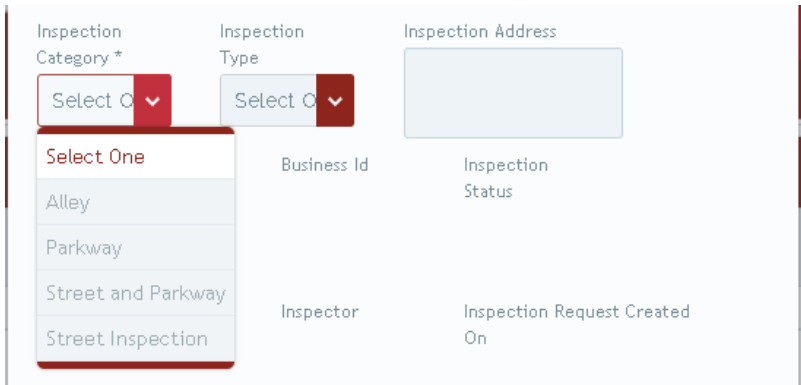 Inspection
Category *
Inspection
Type
Inspection Address
Select O
Select O
Select One
Alley
Parkway
Street and Parkway
Street Inspection
Business Id
Inspection
Status
Inspector
Inspection Request Created
On